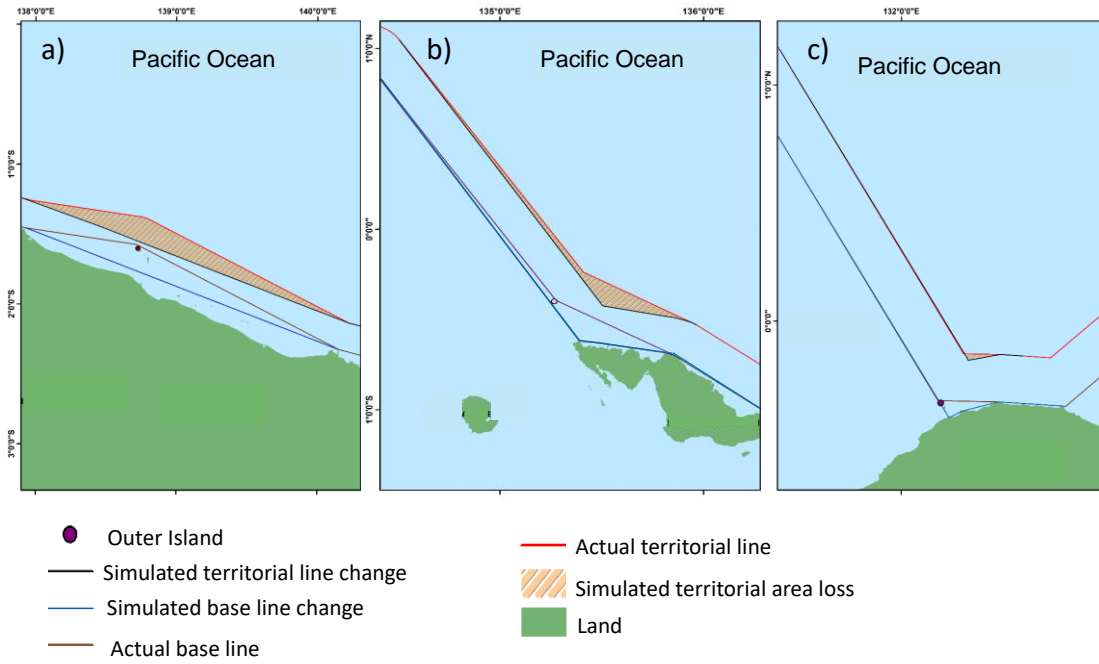 138°0'0"E 139°0'0"E 140°0'0"E 135°0'0"E 136°0'0"E 132°0'0"E
a) Pacific Ocean
b) Pacific Ocean
c) Pacific Ocean
1°0'0"S
2°0'0"S
3°0'0"S
1°0'0"N
0°0'0"
1°0'0"S
1°0'0"N
0°0'0"
Outer Island
Simulated territorial line change
Simulated base line change
Actual base line
Actual territorial line
Simulated territorial area loss
Land